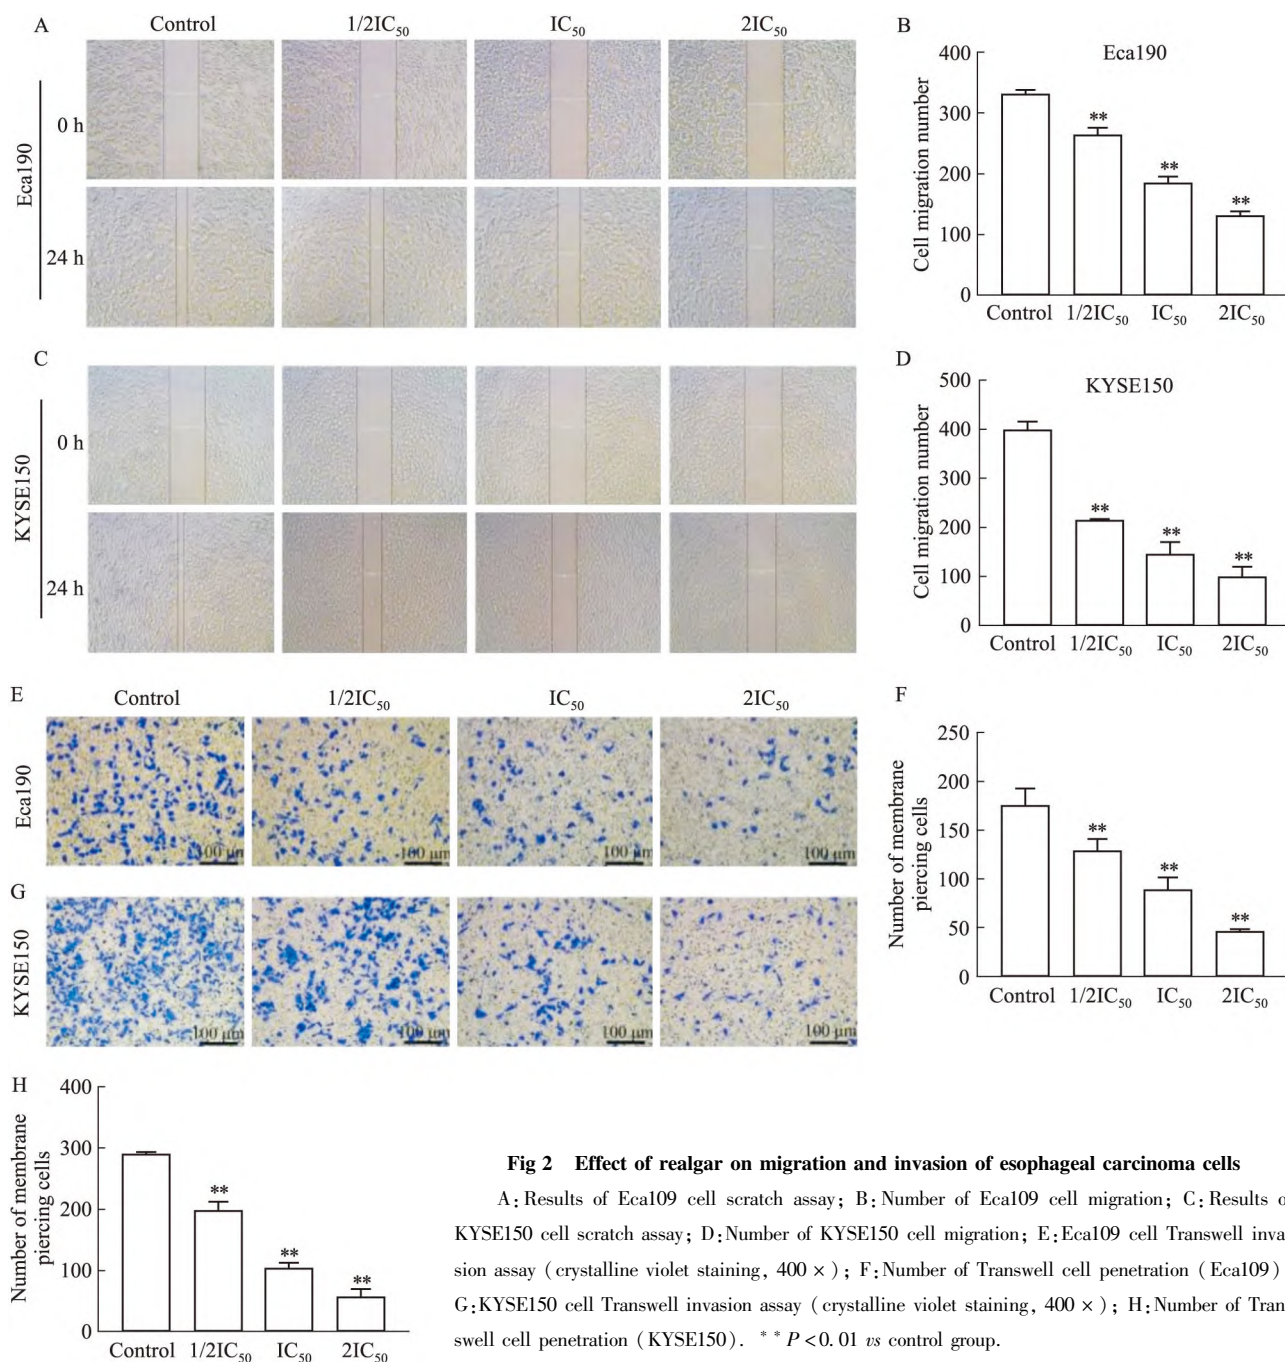 A
Control 1/2IC50 IC50 2IC50
Eca190
0 h
24 h
B
Eca190
Cell migration number
400
300
200
100
0
** ** **
Control 1/2IC50 IC50 2IC50
C
KYSE150
0 h
24 h
D
KYSE150
Cell migration number
500
400
300
200
100
0
** ** **
Control 1/2IC50 IC50 2IC50
E
Control 1/2IC50 IC50 2IC50
Eca190
100 μm 100 μm 100 μm 100 μm
F
Number of membrane
piercing cells
250
200
150
100
50
0
** ** **
Control 1/2IC50 IC50 2IC50
G
KYSE150
100 μm 100 μm 100 μm 100 μm
H
Number of membrane
piercing cells
400
300
200
100
0
** ** **
Control 1/2IC50 IC50 2IC50
Fig 2 Effect of realgar on migration and invasion of esophageal carcinoma cells
A:Results of Eca109 cell scratch assay; B:Number of Eca109 cell migration; C:Results o
KYSE150 cell scratch assay; D:Number of KYSE150 cell migration; E:Eca109 cell Transwell inva
sion assay (crystalline violet staining, 400 ×); F:Number of Transwell cell penetration (Eca109)
G:KYSE150 cell Transwell invasion assay (crystalline violet staining, 400 ×); H:Number of Tran
swell cell penetration (KYSE150). **P<0.01 vs control group.